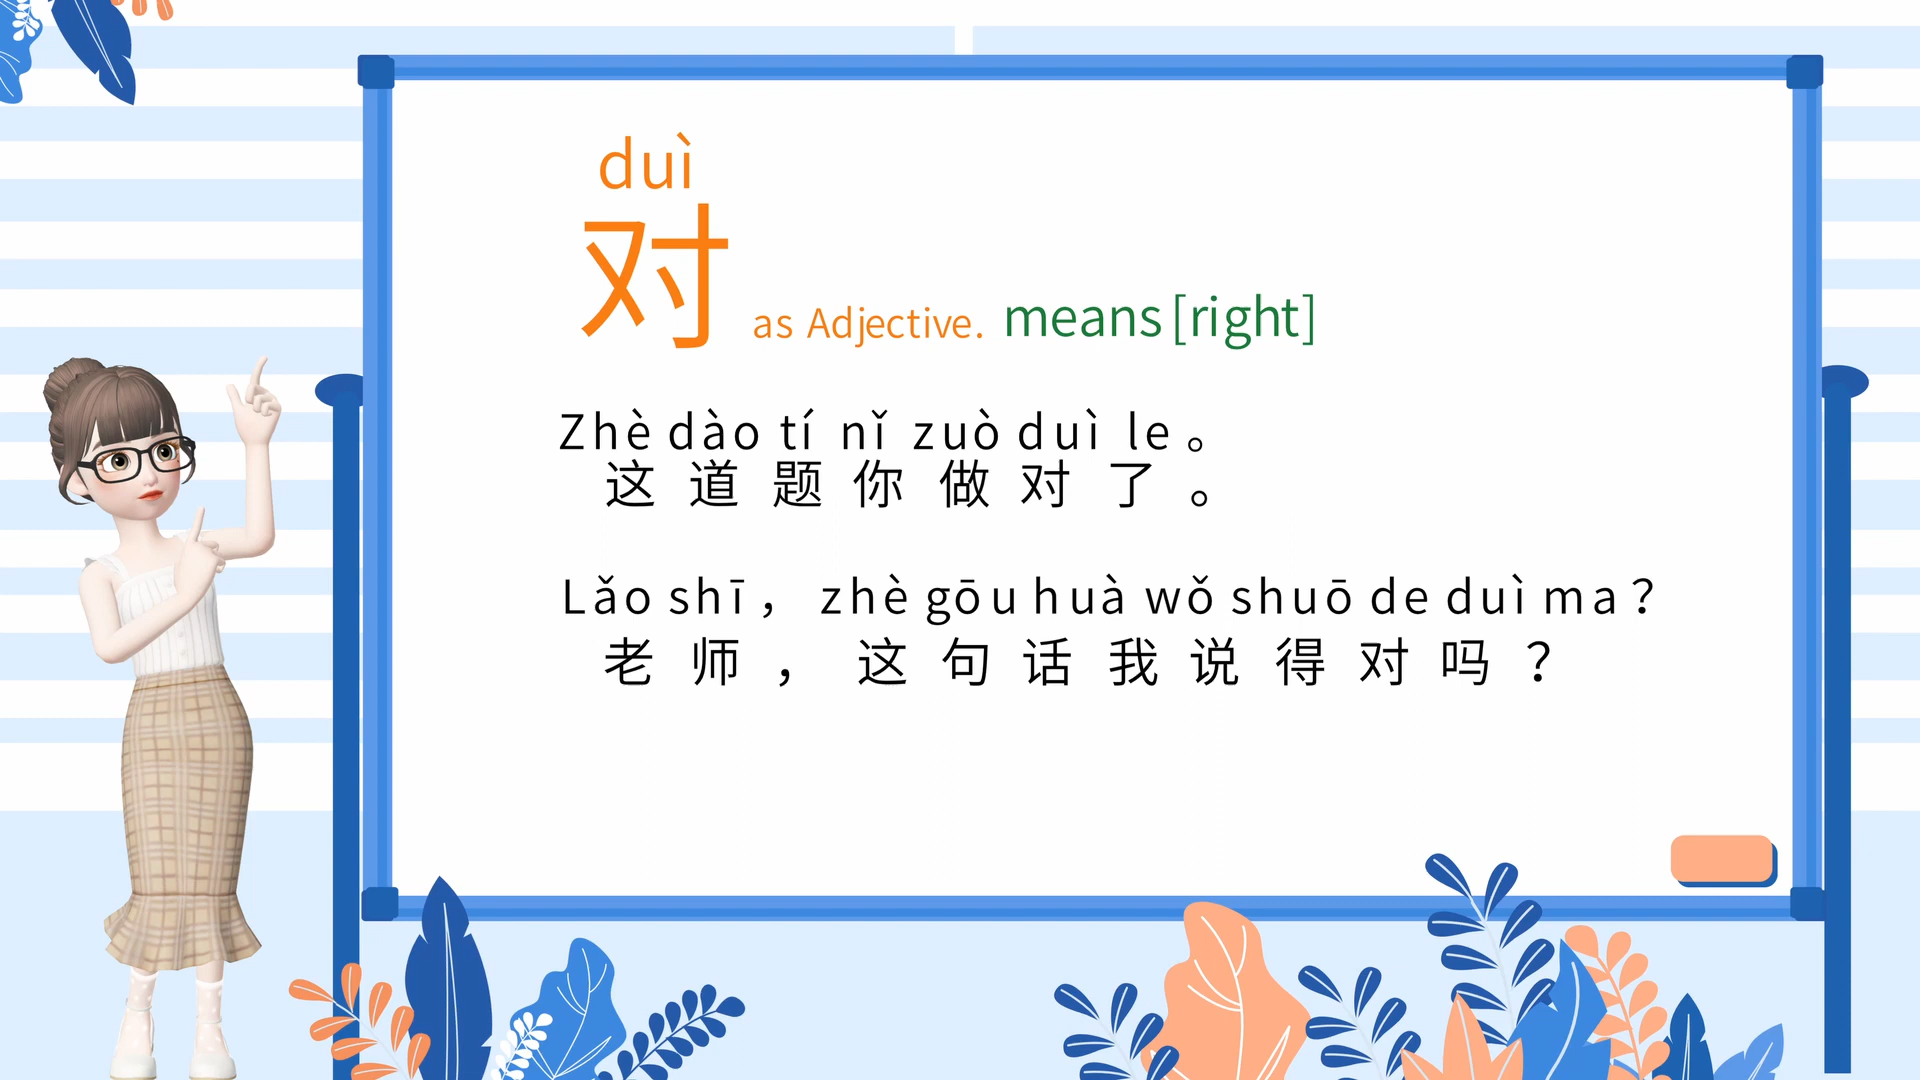 duì
对 as Adjective. means [right]
Zhè dào tí nǐ zuò duì le 。
这道题你做对了。
Lǎo shī， zhè gōu huà wǒ shuō de duì ma？
老师，这句话我说得对吗？